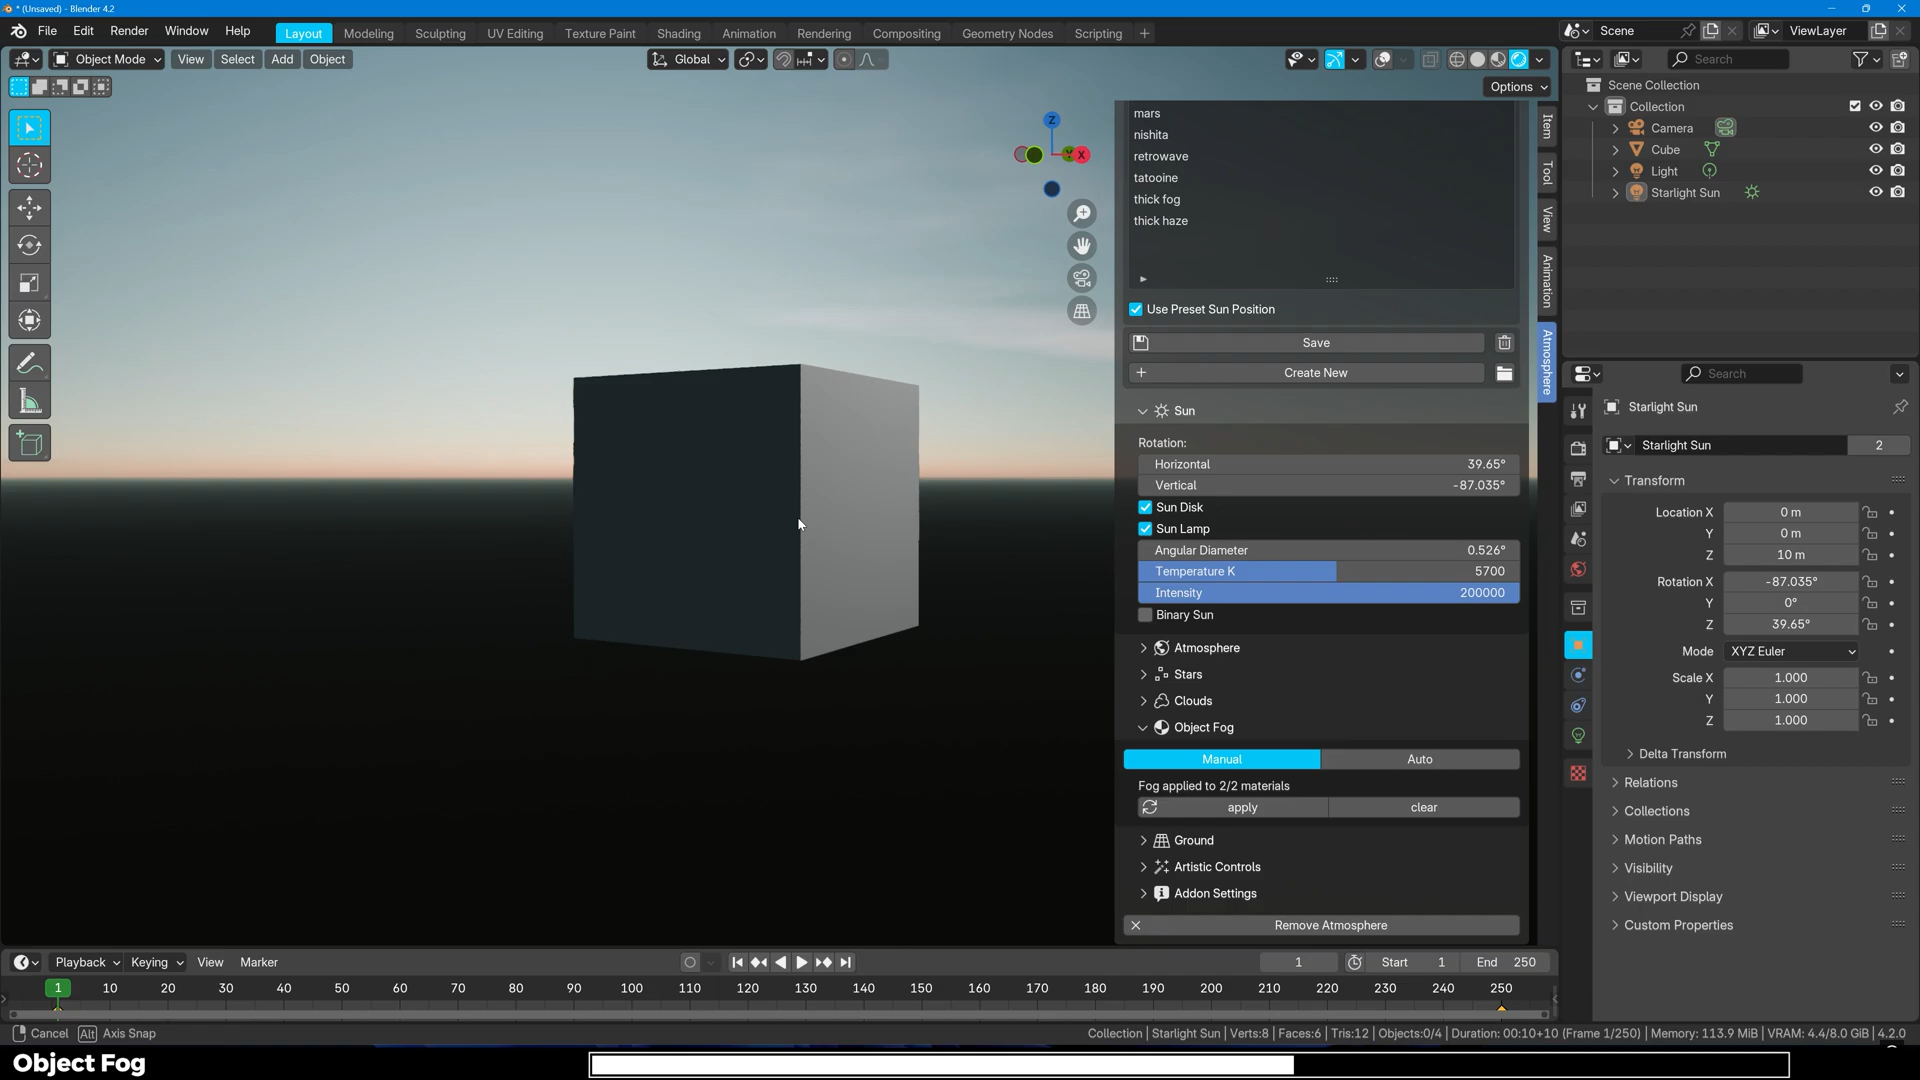 * (Unsaved) - Blender 4.2
File Edit Render Window Help Layout Modeling Sculpting UV Editing Texture Paint Shading Animation Rendering Compositing Geometry Nodes Scripting + Scene ViewLayer
Object Mode View Select Add Object Global Search
Options
Z
X
Y
mars
nishita
retrowave
tatooine
thick fog
thick haze
Use Preset Sun Position
Save
Create New
Sun
Rotation:
Horizontal 39.65°
Vertical -87.035°
Sun Disk
Sun Lamp
Angular Diameter 0.526°
Temperature K 5700
Intensity 200000
Binary Sun
Atmosphere
Stars
Clouds
Object Fog
Manual Auto
Fog applied to 2/2 materials
apply clear
Ground
Artistic Controls
Addon Settings
Remove Atmosphere
Item
Tool
View
Animation
Atmosphere
Scene Collection
Collection
Camera
Cube
Light
Starlight Sun
Search
Starlight Sun
Starlight Sun 2
Transform
Location X 0 m
Y 0 m
Z 10 m
Rotation X -87.035°
Y 0°
Z 39.65°
Mode XYZ Euler
Scale X 1.000
Y 1.000
Z 1.000
Delta Transform
Relations
Collections
Motion Paths
Visibility
Viewport Display
Custom Properties
Playback Keying View Marker 1 Start 1 End 250
1 10 20 30 40 50 60 70 80 90 100 110 120 130 140 150 160 170 180 190 200 210 220 230 240 250
Cancel Alt Axis Snap Collection | Starlight Sun | Verts:8 | Faces:6 | Tris:12 | Objects:0/4 | Duration: 00:10+10 (Frame 1/250) | Memory: 113.9 MiB | VRAM: 4.4/8.0 GiB | 4.2.0
Object Fog